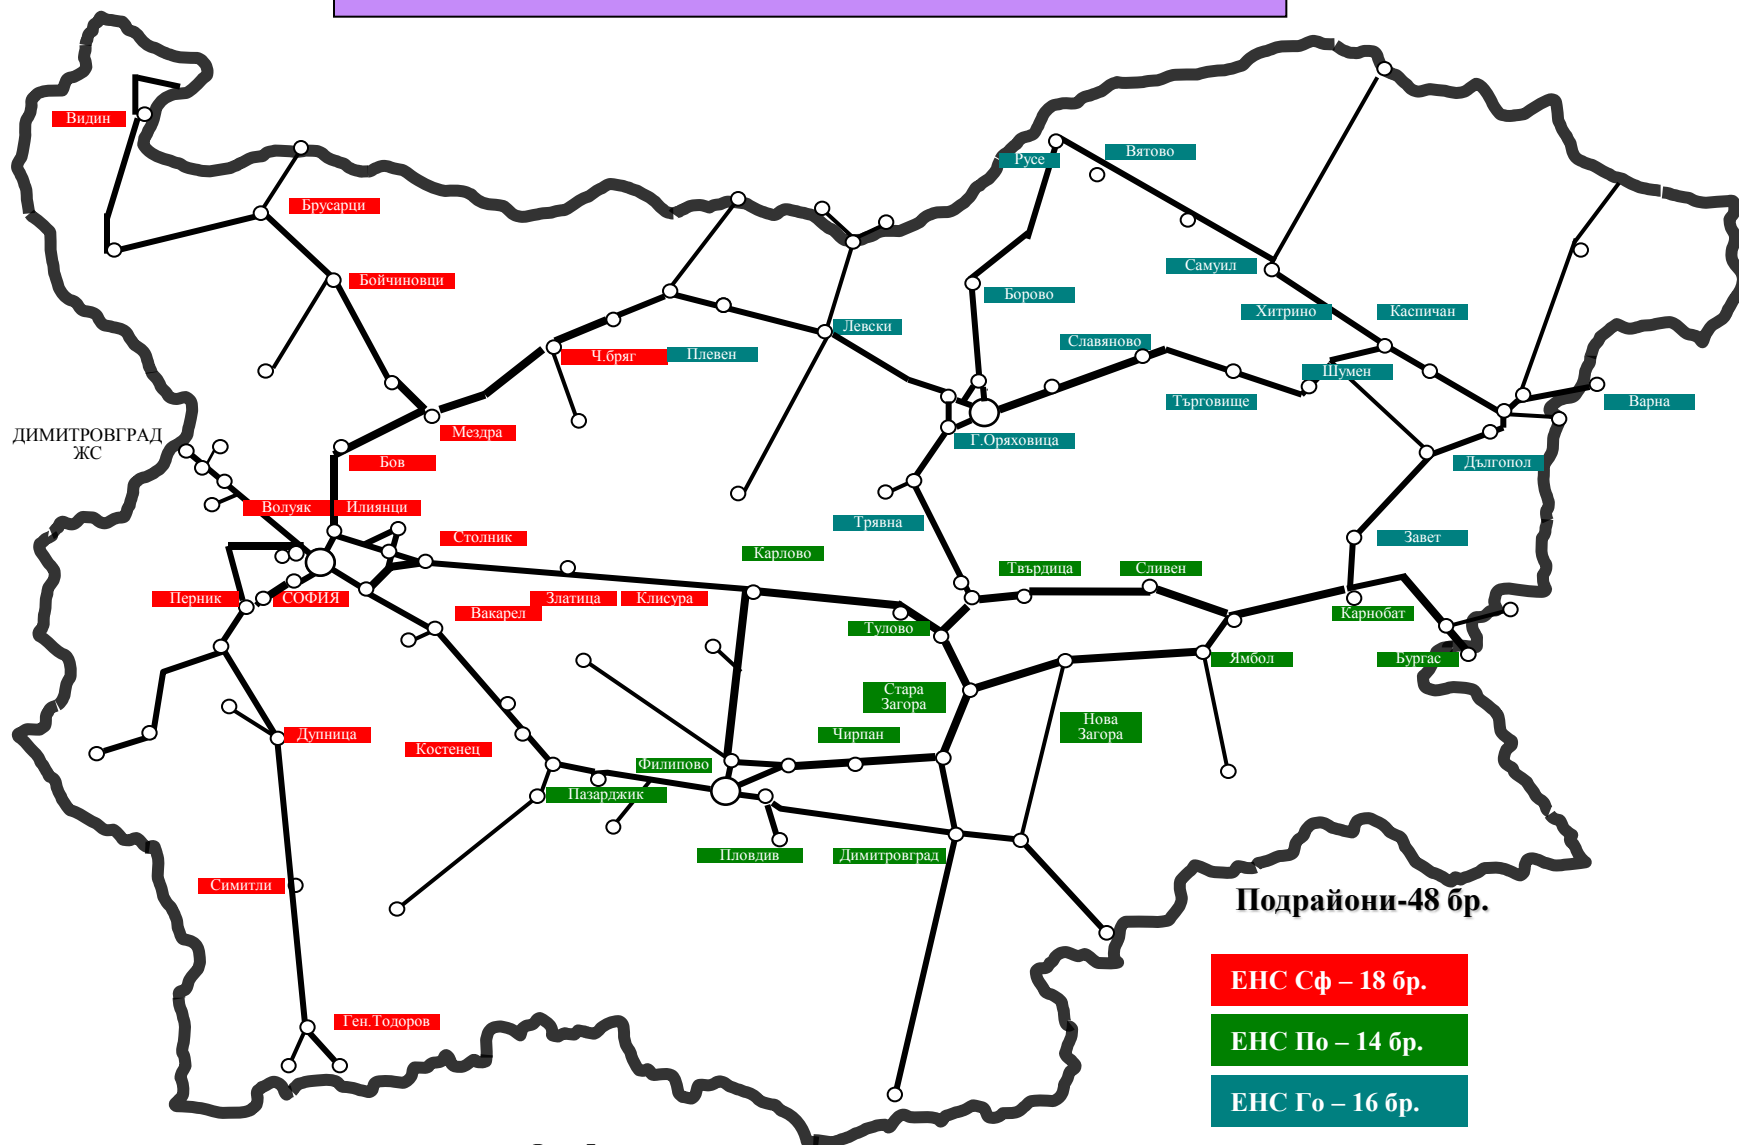 Видин
Брусарци
Бойчиновци
Русе
Вятово
Самуил
Борово
Хитрино
Каспичан
Левски
Славяново
Ч.бряг
Плевен
Шумен
Търговище
Варна
ДИМИТРОВГРАД
ЖС
Мездра
Г.Оряховица
Бов
Дългопол
Волуяк
Илиянци
Трявна
Столник
Завет
Карлово
Твърдица
Сливен
Перник
СОФИЯ
Вакарел
Златица
Клисура
Карнобат
Тулово
Ямбол
Бургас
Стара
Загора
Нова
Загора
Дупница
Костенец
Чирпан
Филипово
Пазарджик
Пловдив
Димитровград
Симитли
Ген.Тодоров
Подрайони-48 бр.
ЕНС Сф – 18 бр.
ЕНС По – 14 бр.
ЕНС Го – 16 бр.